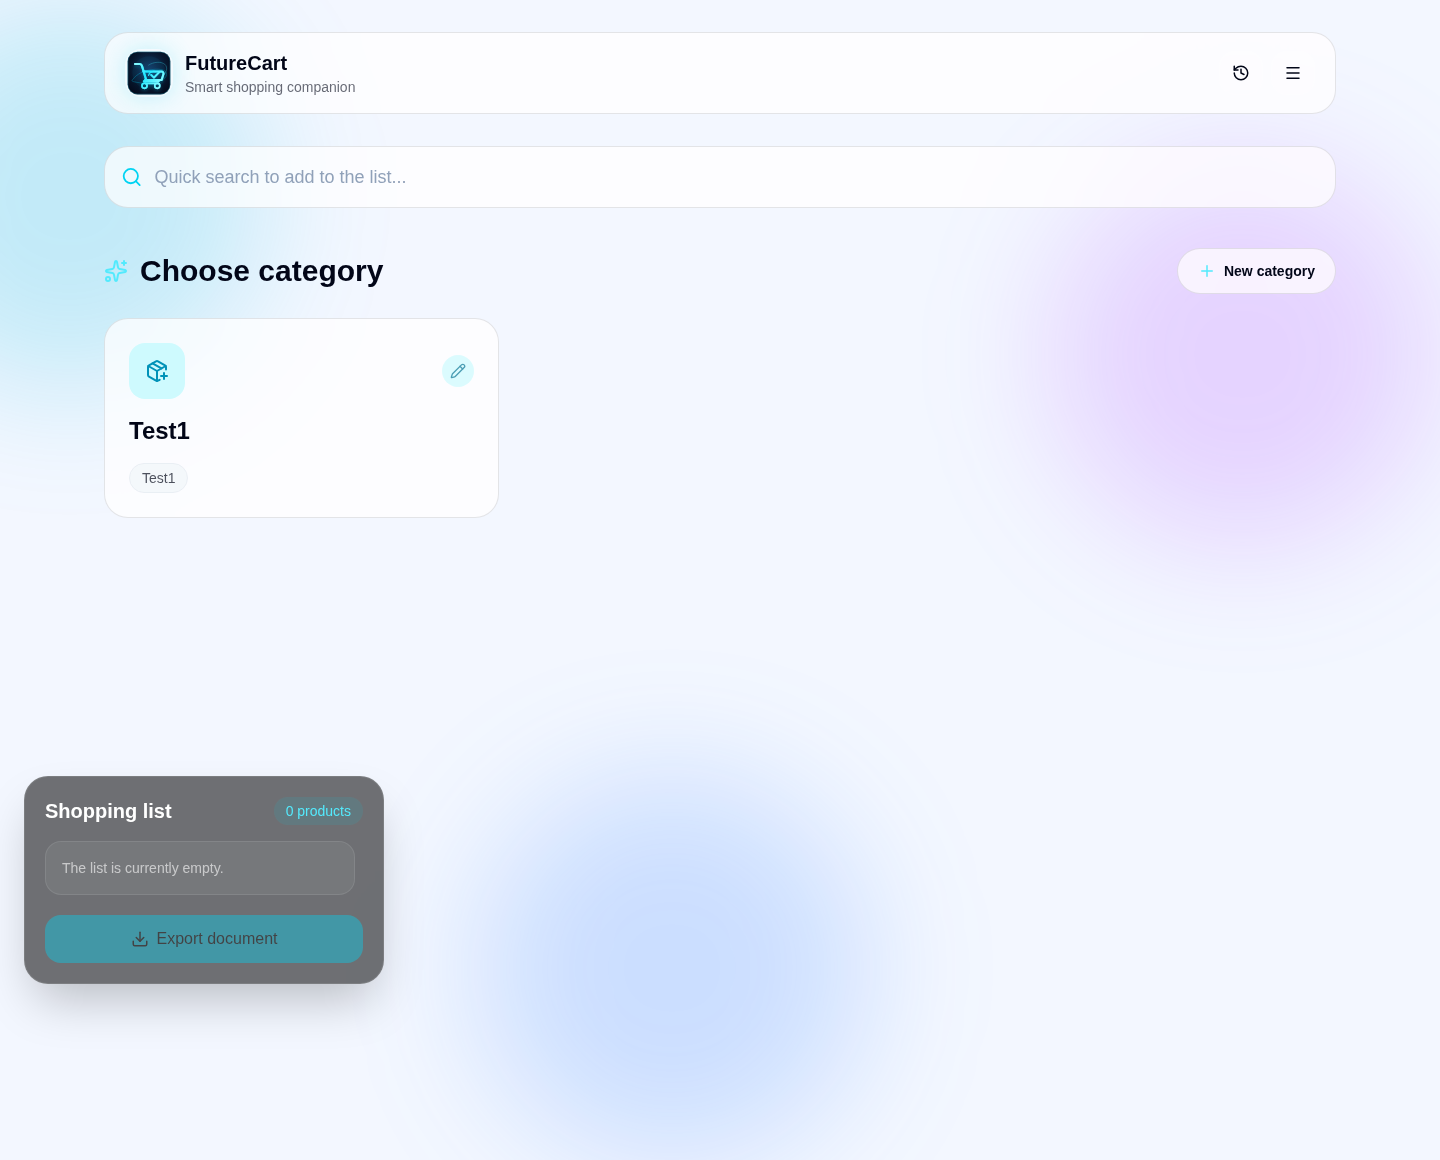 FutureCart
Smart shopping companion
Quick search to add to the list...
Choose category
New category
Test1
Test1
Shopping list
0 products
The list is currently empty.
Export document